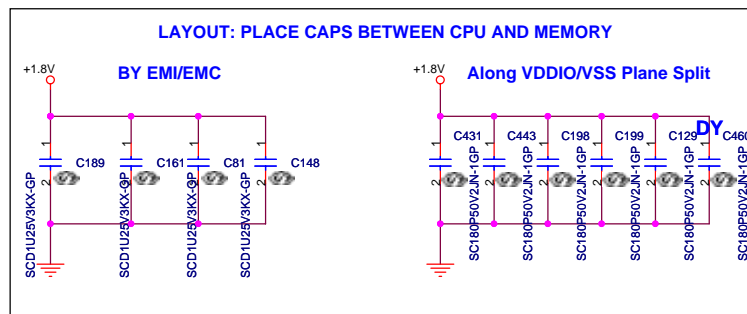 LAYOUT: PLACE CAPS BETWEEN CPU AND MEMORY
BY EMI/EMC
Along VDDIO/VSS Plane Split
+1.8V
+1.8V
DY
1
1
1
1
1
1
1
1
1
1
C189
C161
C81
C148
C431
C443
C198
C199
C129
C460
2
2
2
2
2
2
2
2
2
2
SCD1U25V3KX-GP
SCD1U25V3KX-GP
SCD1U25V3KX-GP
SCD1U25V3KX-GP
SC180P50V2JN-1GP
SC180P50V2JN-1GP
SC180P50V2JN-1GP
SC180P50V2JN-1GP
SC180P50V2JN-1GP
SC180P50V2JN-1GP